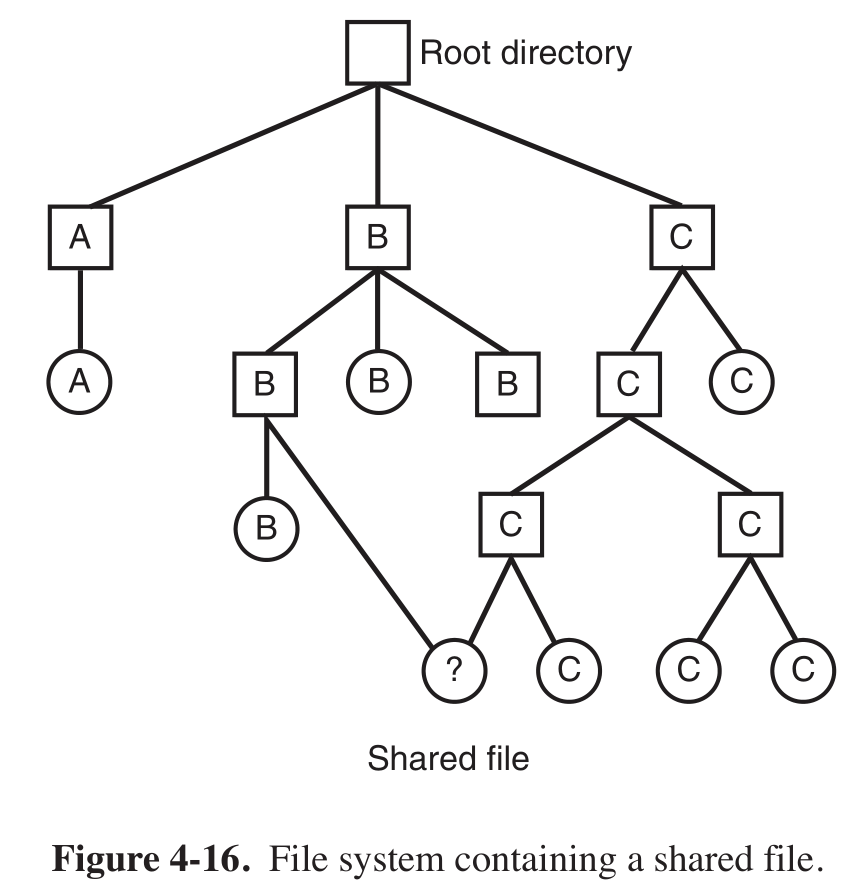 Root directory
A B C
A B B B C C
B C C
? C C C
Shared file
Figure 4-16. File system containing a shared file.